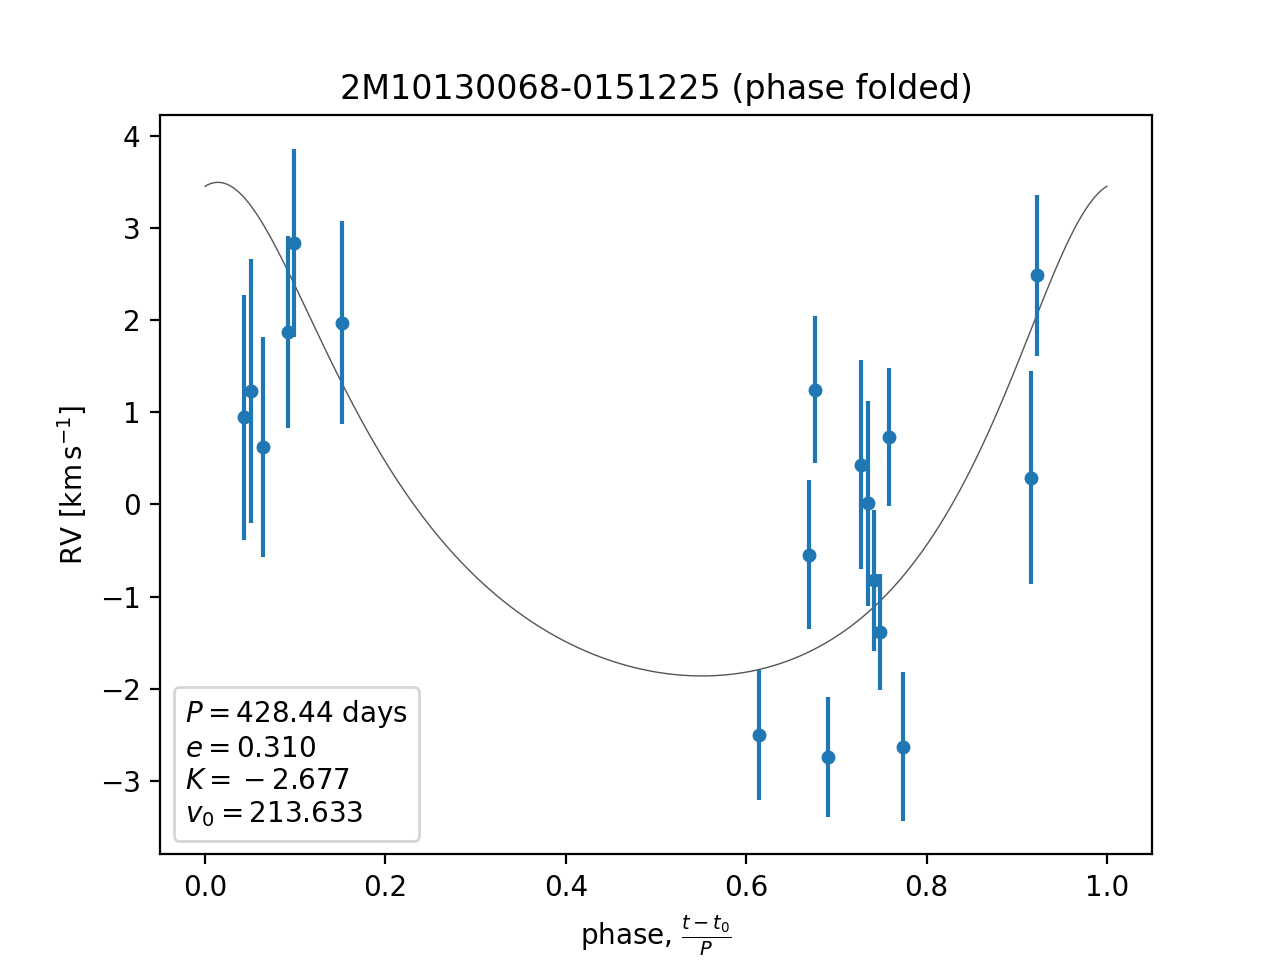 2M10130068-0151225 (phase folded)
RV [km s⁻¹]
4
3
2
1
0
−1
−2
−3
P = 428.44 days
e = 0.310
K = −2.677
v₀ = 213.633
0.0 0.2 0.4 0.6 0.8 1.0
phase, (t − t₀)/P